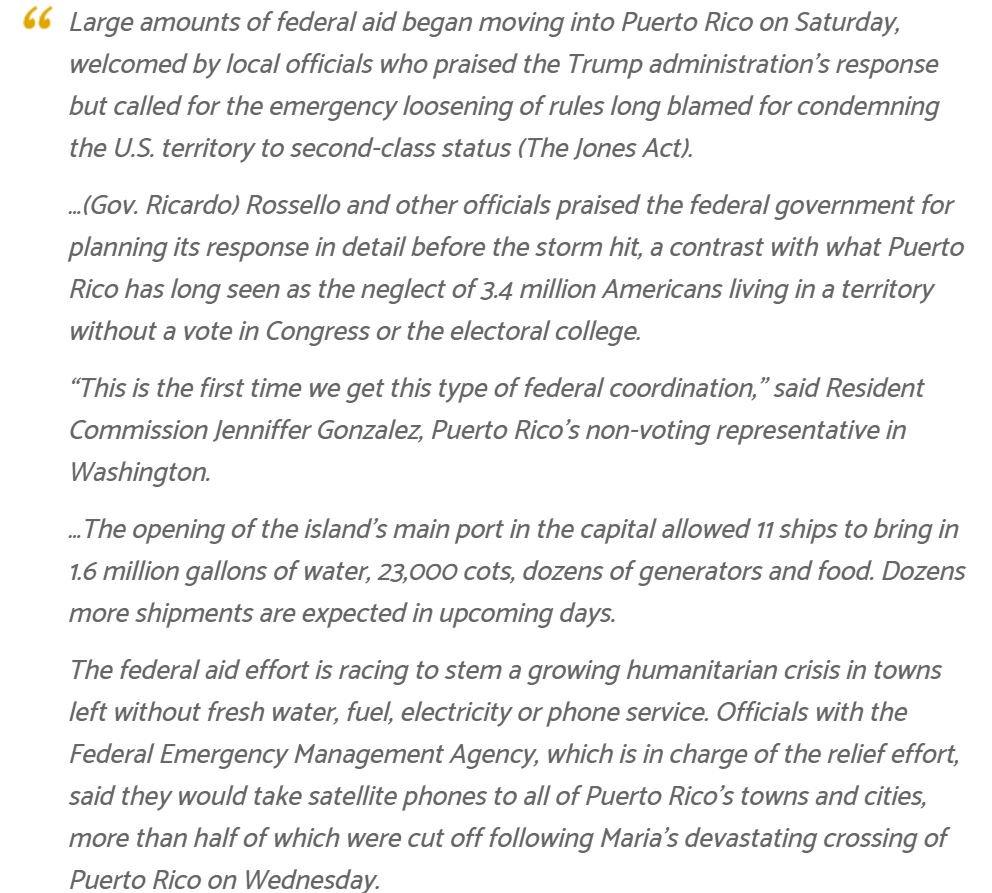 “ Large amounts of federal aid began moving into Puerto Rico on Saturday,
welcomed by local officials who praised the Trump administration’s response
but called for the emergency loosening of rules long blamed for condemning
the U.S. territory to second-class status (The Jones Act).
…(Gov. Ricardo) Rossello and other officials praised the federal government for
planning its response in detail before the storm hit, a contrast with what Puerto
Rico has long seen as the neglect of 3.4 million Americans living in a territory
without a vote in Congress or the electoral college.
“This is the first time we get this type of federal coordination,” said Resident
Commission Jenniffer Gonzalez, Puerto Rico’s non-voting representative in
Washington.
…The opening of the island’s main port in the capital allowed 11 ships to bring in
1.6 million gallons of water, 23,000 cots, dozens of generators and food. Dozens
more shipments are expected in upcoming days.
The federal aid effort is racing to stem a growing humanitarian crisis in towns
left without fresh water, fuel, electricity or phone service. Officials with the
Federal Emergency Management Agency, which is in charge of the relief effort,
said they would take satellite phones to all of Puerto Rico’s towns and cities,
more than half of which were cut off following Maria’s devastating crossing of
Puerto Rico on Wednesday.